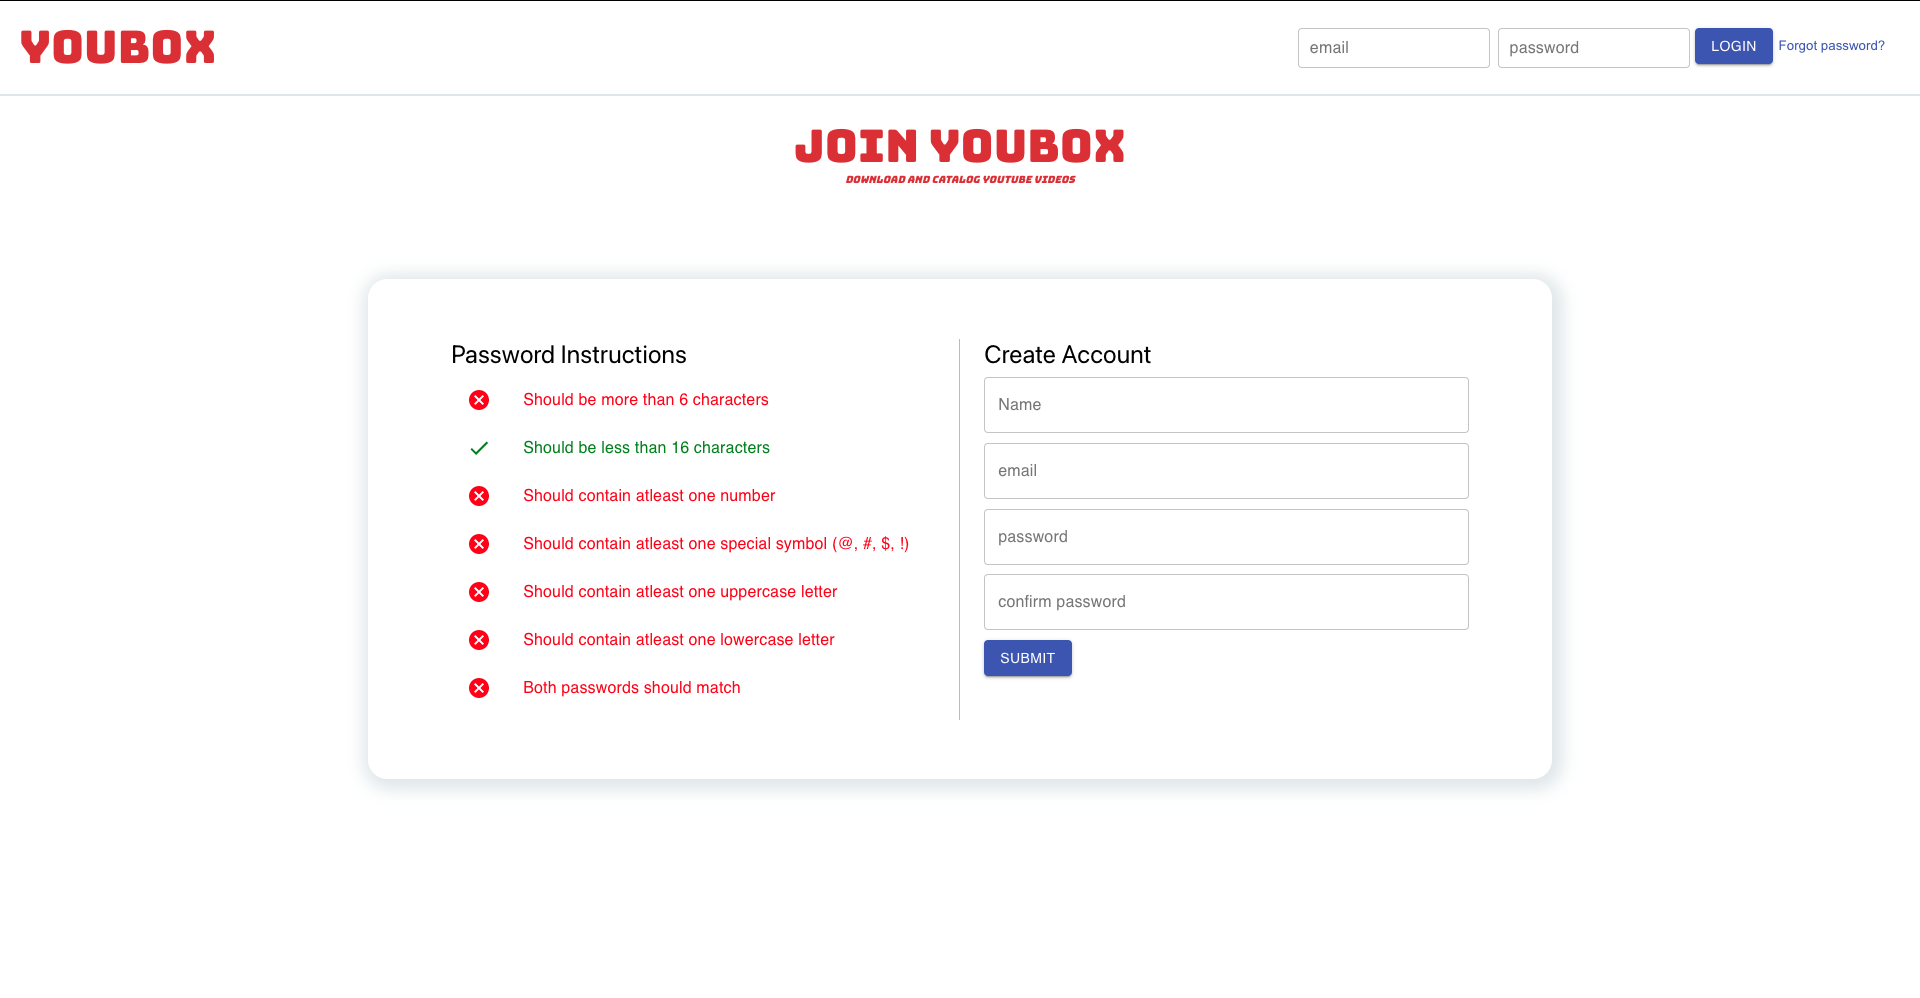 YOUBOX
email
password
LOGIN
Forgot password?
JOIN YOUBOX
DOWNLOAD AND CATALOG YOUTUBE VIDEOS
Password Instructions
Should be more than 6 characters
Should be less than 16 characters
Should contain atleast one number
Should contain atleast one special symbol (@, #, $, !)
Should contain atleast one uppercase letter
Should contain atleast one lowercase letter
Both passwords should match
Create Account
Name
email
password
confirm password
SUBMIT